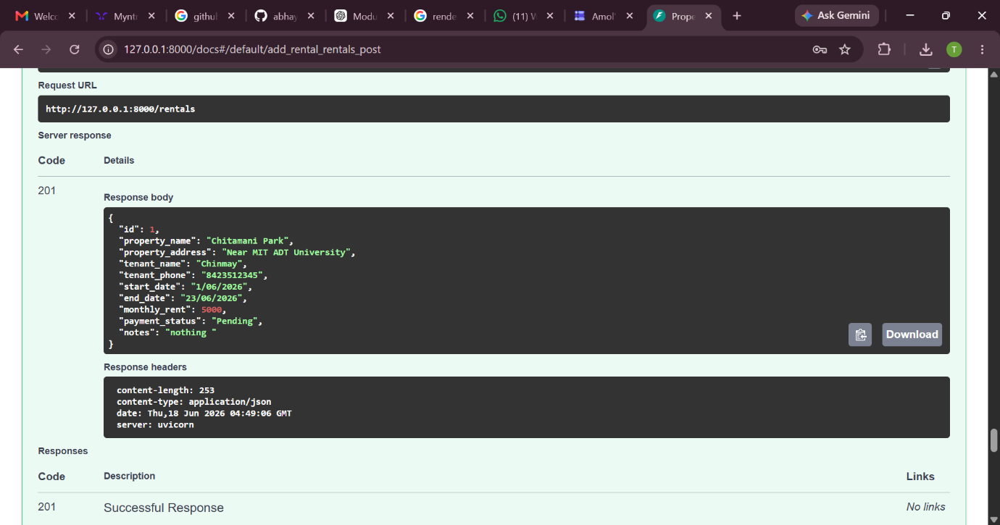 Welco
Myntr
githul
abhay
Modu
rende
(11) W
Amol'
Prope
Ask Gemini
127.0.0.1:8000/docs#/default/add_rental_rentals_post
T
Request URL
http://127.0.0.1:8000/rentals
Server response
Code Details
201
Response body
{
"id": 1,
"property_name": "Chitamani Park",
"property_address": "Near MIT ADT University",
"tenant_name": "Chinmay",
"tenant_phone": "8423512345",
"start_date": "1/06/2026",
"end_date": "23/06/2026",
"monthly_rent": 5000,
"payment_status": "Pending",
"notes": "nothing "
}
Download
Response headers
content-length: 253
content-type: application/json
date: Thu,18 Jun 2026 04:49:06 GMT
server: uvicorn
Responses
Code Description Links
201 Successful Response No links